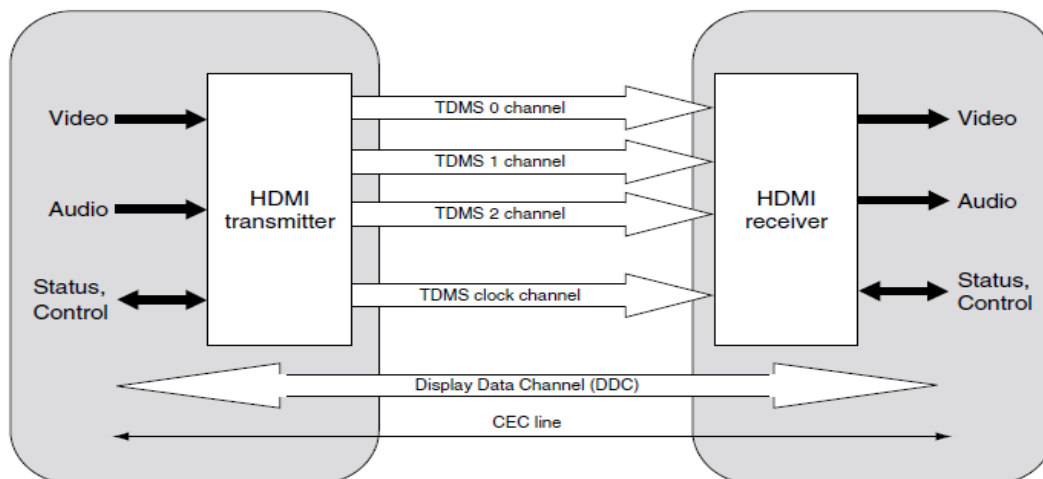 Video
Audio
Status,
Control
HDMI
transmitter
TDMS 0 channel
TDMS 1 channel
TDMS 2 channel
TDMS clock channel
HDMI
receiver
Video
Audio
Status,
Control
Display Data Channel (DDC)
CEC line